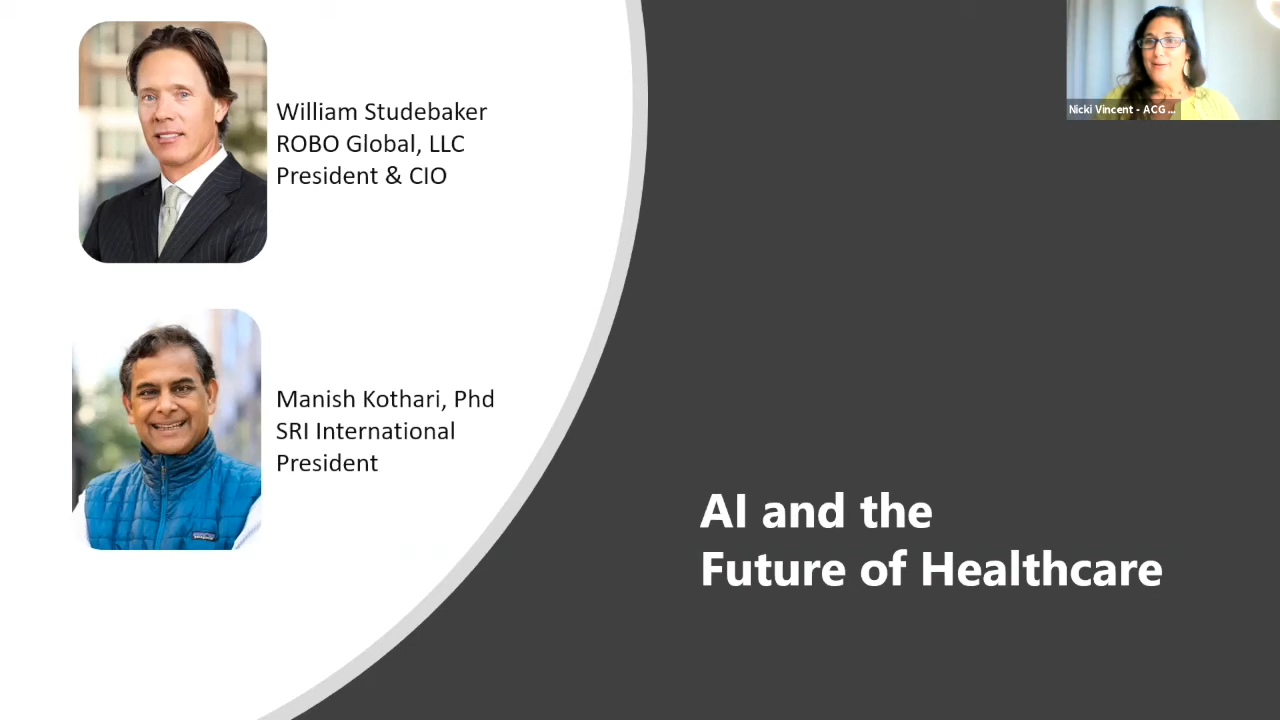 William Studebaker
ROBO Global, LLC
President & CIO
Manish Kothari, Phd
SRI International
President
AI and the
Future of Healthcare
Nicki Vincent - ACG ...